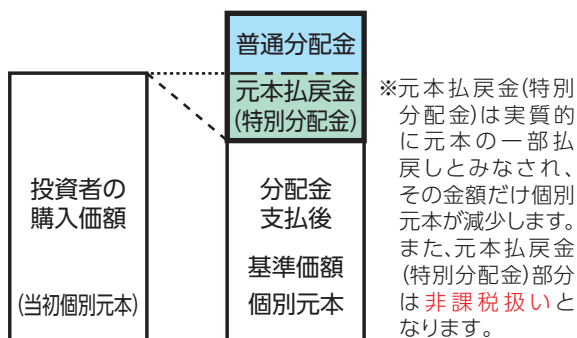 普通分配金
元本払戻金
(特別分配金)
投資者の
購入価額
(当初個別元本)
分配金
支払後
基準価額
個別元本
※元本払戻金(特別
分配金)は実質的
に元本の一部払
戻しとみなされ、
その金額だけ個別
元本が減少します。
また、元本払戻金
(特別分配金)部分
は非課税扱いと
なります。